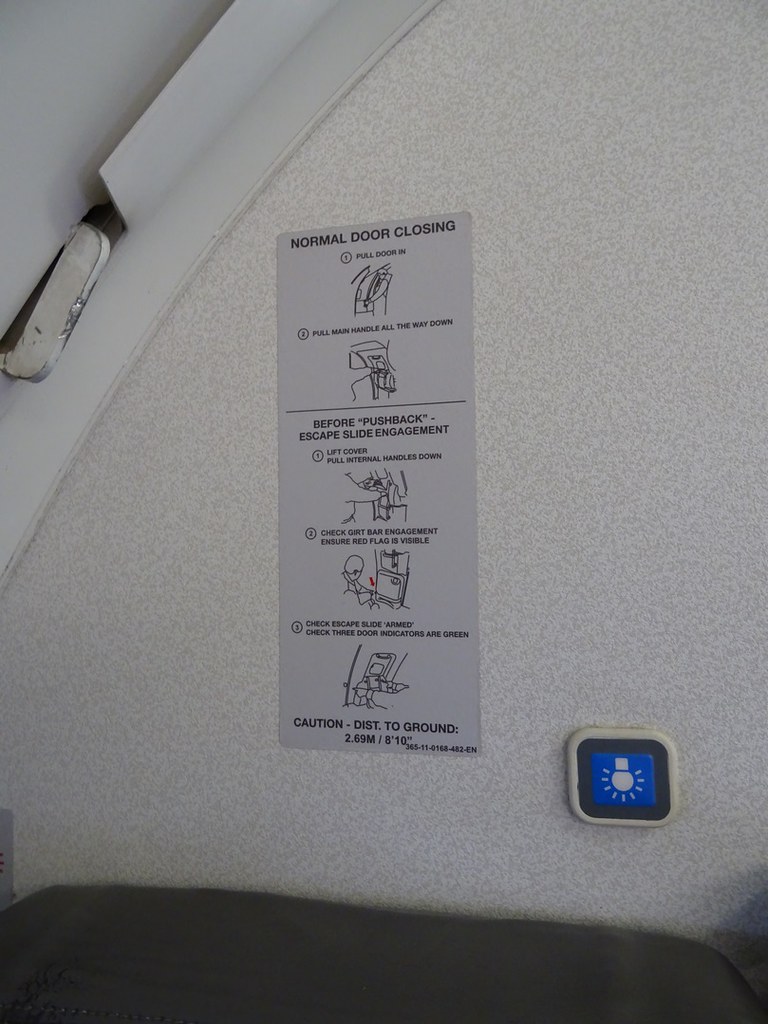 NORMAL DOOR CLOSING
1 PULL DOOR IN
2 PULL MAIN HANDLE ALL THE WAY DOWN
BEFORE "PUSHBACK" -
ESCAPE SLIDE ENGAGEMENT
1 LIFT COVER
PULL INTERNAL HANDLES DOWN
2 CHECK GIRT BAR ENGAGEMENT
ENSURE RED FLAG IS VISIBLE
3 CHECK ESCAPE SLIDE 'ARMED'
CHECK THREE DOOR INDICATORS ARE GREEN
CAUTION - DIST. TO GROUND:
2.69M / 8'10"
365-11-0168-482-EN